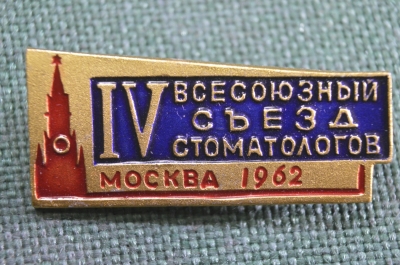 IV ВСЕСОЮЗНЫЙ
СЪЕЗД
СТОМАТОЛОГОВ
МОСКВА 1962